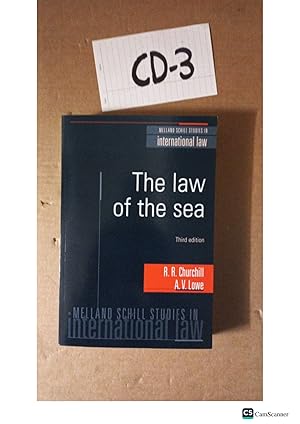 CD-3
MELLAND SCHILL STUDIES IN
international law
The law
of the sea
Third edition
R. R. Churchill
A. V. Lowe
MELLAND SCHILL STUDIES IN
international law
CS CamScanner